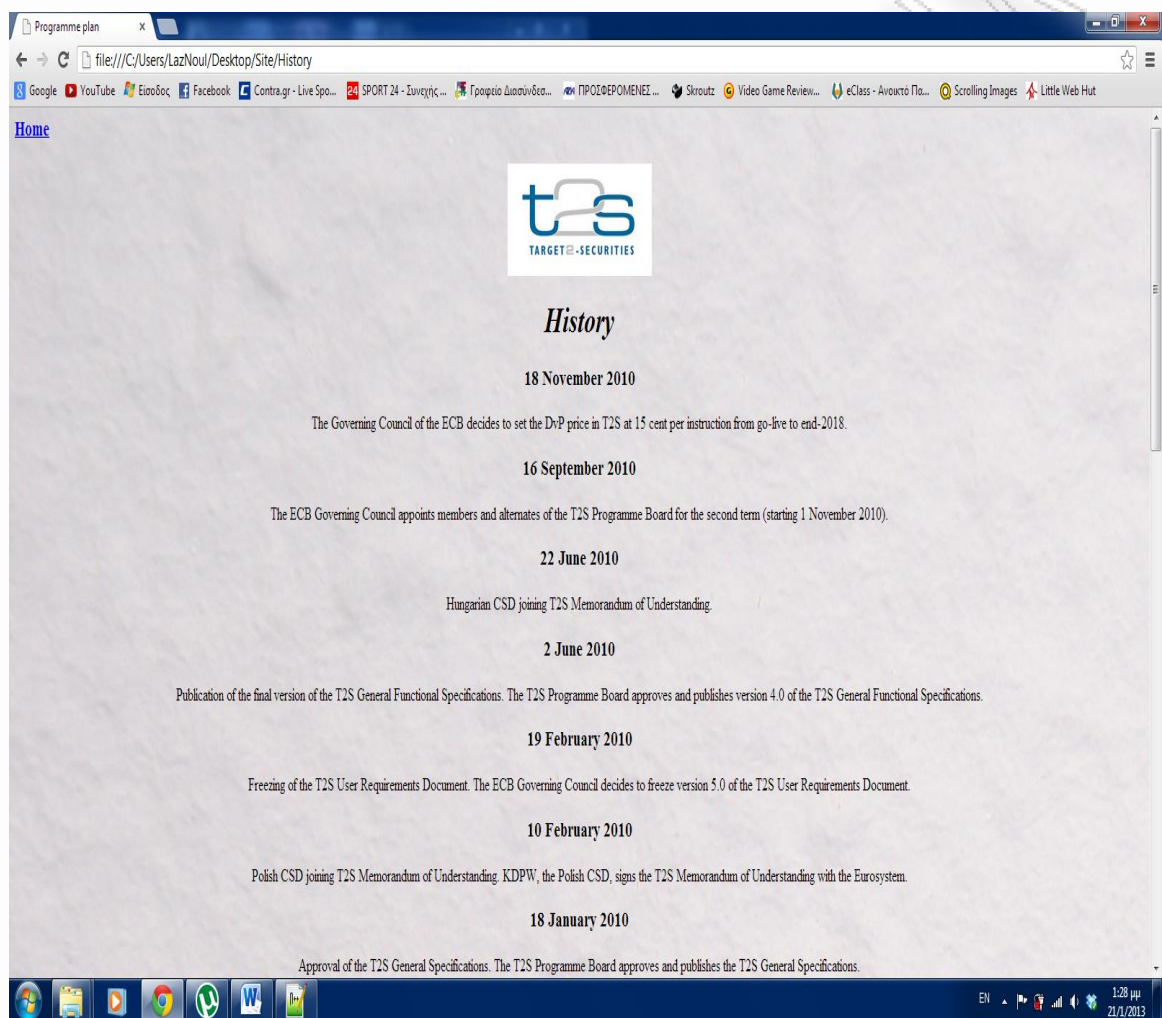 Programme plan
file:///C:/Users/LazNoul/Desktop/Site/History
Google YouTube Είσοδος Facebook Contra.gr - Live Spo... SPORT 24 - Συνεχής ... Γραφείο Διασύνδεσ... ΠΡΟΣΦΕΡΟΜΕΝΕΣ ... Skroutz Video Game Review... eClass - Ανοικτό Πα... Scrolling Images Little Web Hut
Home
t2s
TARGET2-SECURITIES
History
18 November 2010
The Governing Council of the ECB decides to set the DvP price in T2S at 15 cent per instruction from go-live to end-2018.
16 September 2010
The ECB Governing Council appoints members and alternates of the T2S Programme Board for the second term (starting 1 November 2010).
22 June 2010
Hungarian CSD joining T2S Memorandum of Understanding.
2 June 2010
Publication of the final version of the T2S General Functional Specifications. The T2S Programme Board approves and publishes version 4.0 of the T2S General Functional Specifications.
19 February 2010
Freezing of the T2S User Requirements Document. The ECB Governing Council decides to freeze version 5.0 of the T2S User Requirements Document.
10 February 2010
Polish CSD joining T2S Memorandum of Understanding. KDPW, the Polish CSD, signs the T2S Memorandum of Understanding with the Eurosystem.
18 January 2010
Approval of the T2S General Specifications. The T2S Programme Board approves and publishes the T2S General Specifications.
EN
1:28 μμ
21/1/2013